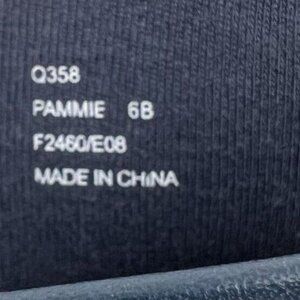 Q358
PAMMIE 6B
F2460/E08
MADE IN CHINA